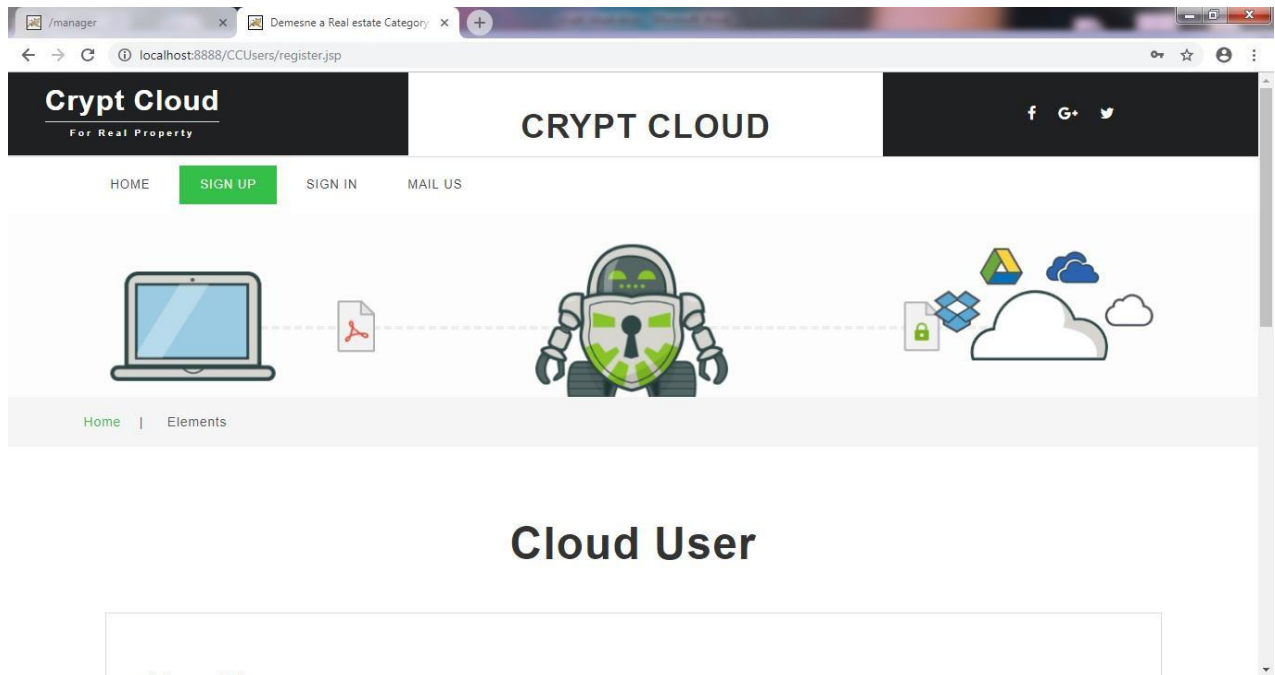 /manager
Demesne a Real estate Category
localhost:8888/CCUsers/register.jsp
Crypt Cloud
For Real Property
CRYPT CLOUD
f G+
HOME SIGN UP SIGN IN MAIL US
Home | Elements
Cloud User